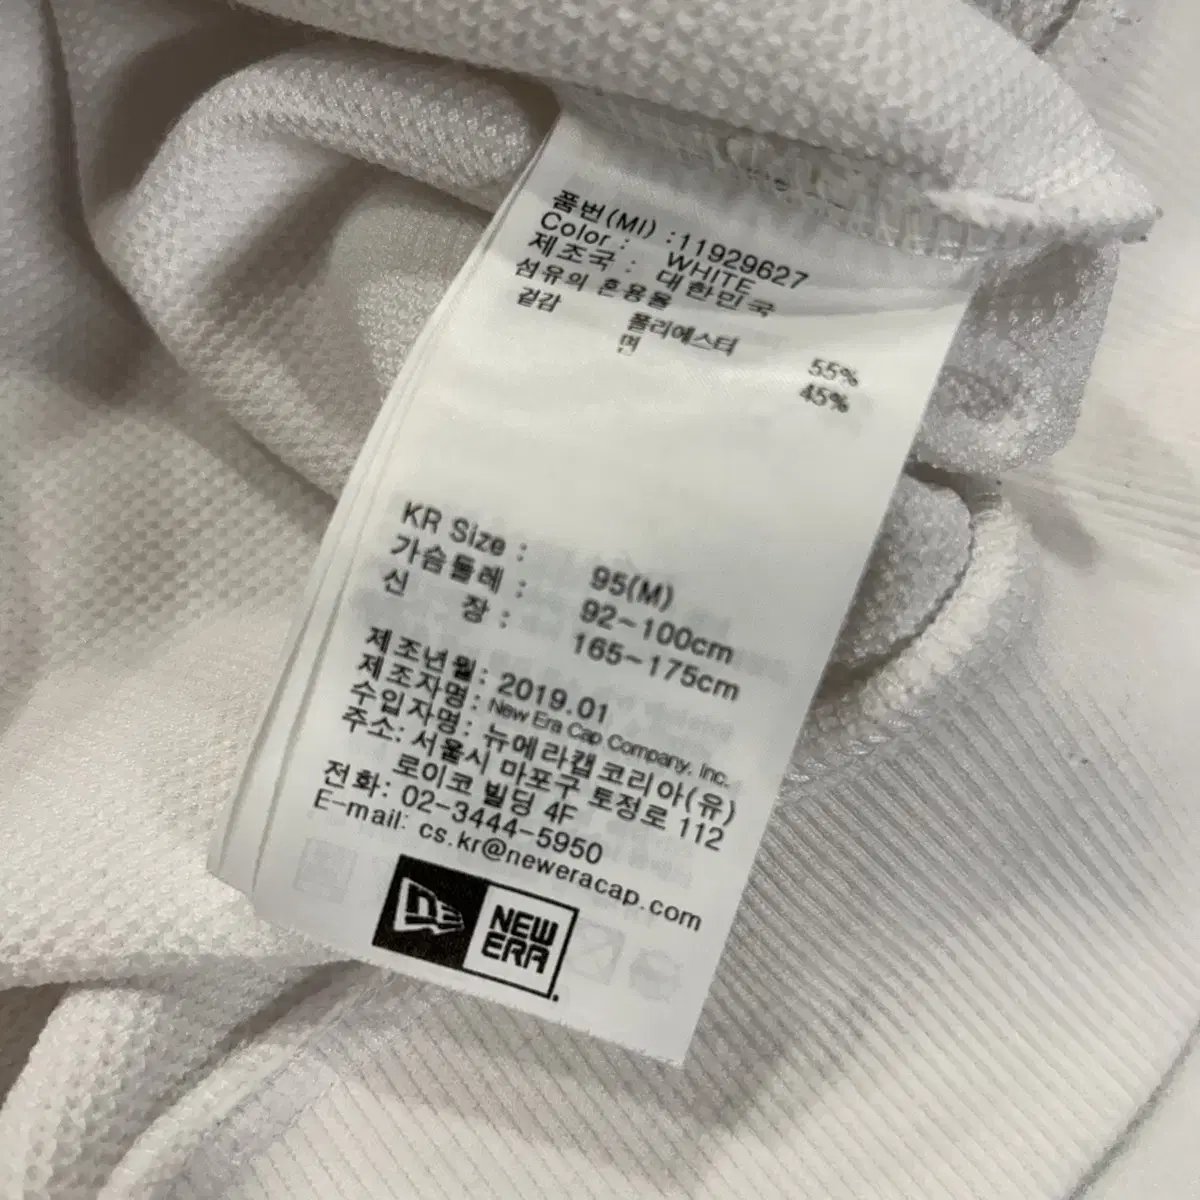 품번(MI) :11929627
Color : WHITE
제조국 : 대한민국
섬유의 혼용율
겉감 폴리에스터 55%
면 45%
KR Size : 95(M)
가슴둘레 : 92~100cm
신 장 : 165~175cm
제조년월 : 2019.01
제조자명 : New Era Cap Company, Inc.
수입자명 : 뉴에라캡코리아(유)
주소: 서울시 마포구 토정로 112
로이코 빌딩 4F
전화: 02-3444-5950
E-mail: cs.kr@neweracap.com
NE NEW
ERA